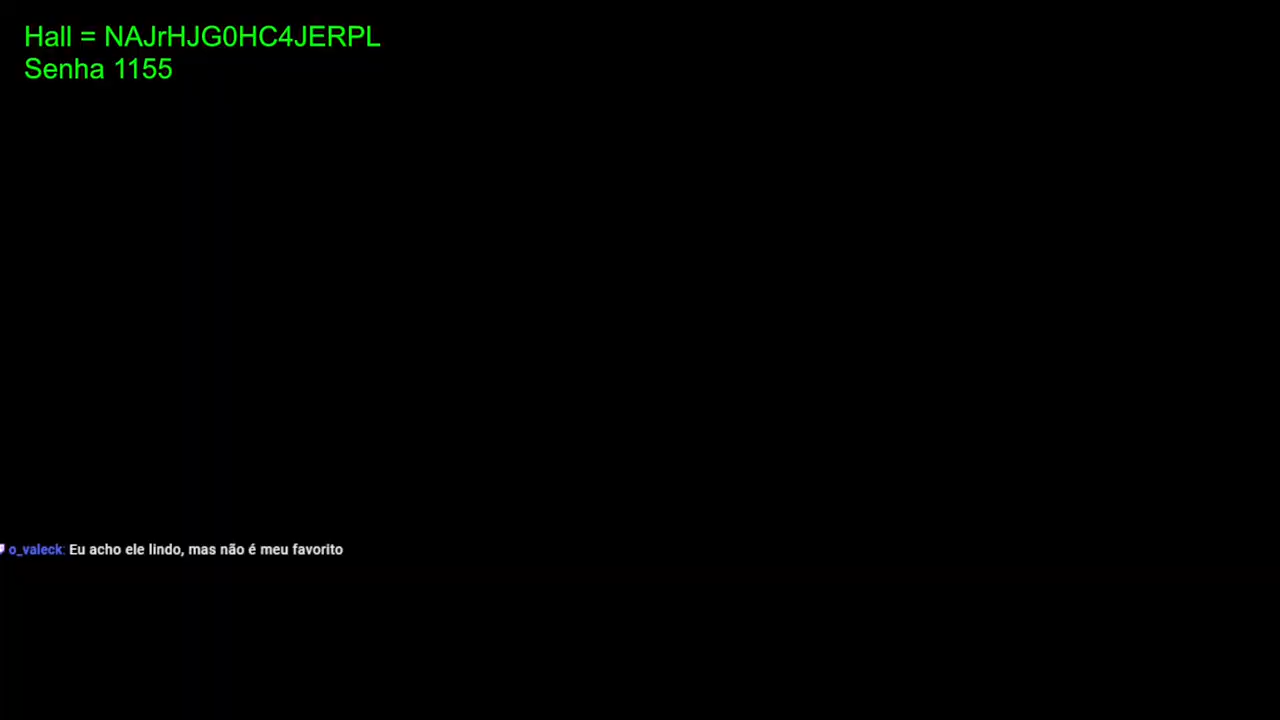 Hall = NAJrHJG0HC4JERPL
Senha 1155
o_valeck: Eu acho ele lindo, mas não é meu favorito